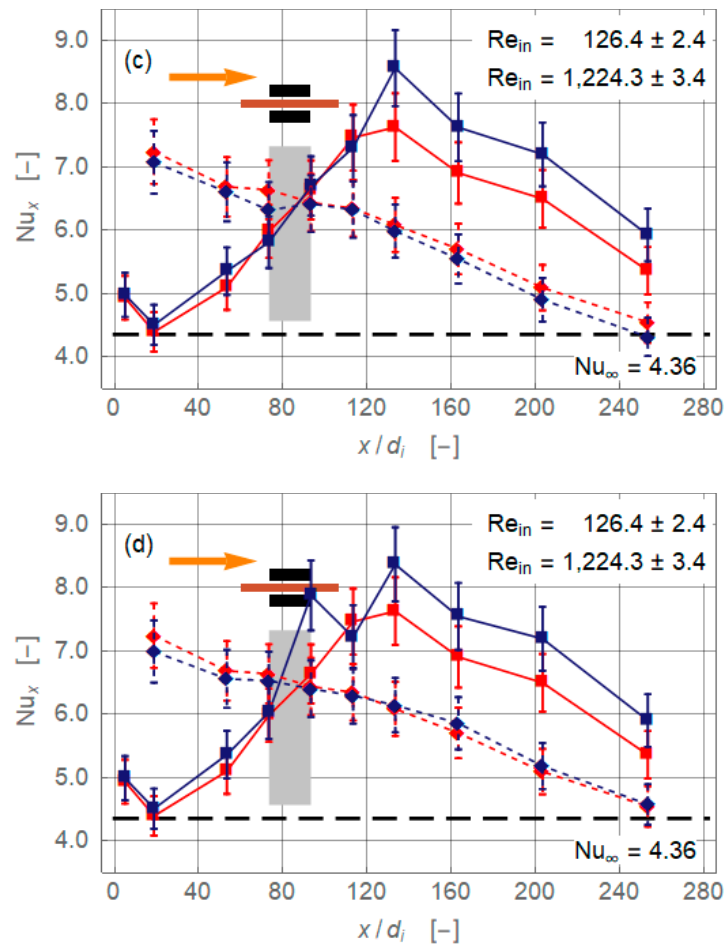 9.0
(c)
Re_in = 126.4 ± 2.4
Re_in = 1,224.3 ± 3.4
8.0
7.0
Nu_x [–]
6.0
5.0
4.0
Nu_∞ = 4.36
0 40 80 120 160 200 240 280
x / d_i [–]
9.0
(d)
Re_in = 126.4 ± 2.4
Re_in = 1,224.3 ± 3.4
8.0
7.0
Nu_x [–]
6.0
5.0
4.0
Nu_∞ = 4.36
0 40 80 120 160 200 240 280
x / d_i [–]